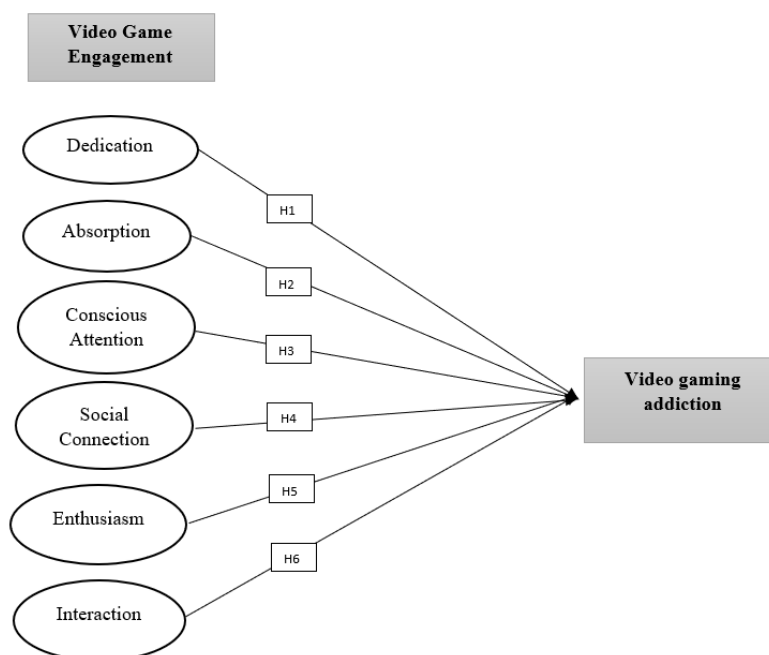 Video Game
Engagement
Dedication
H1
Absorption
H2
Conscious
Attention
H3
Video gaming
addiction
Social
Connection
H4
Enthusiasm
H5
Interaction
H6